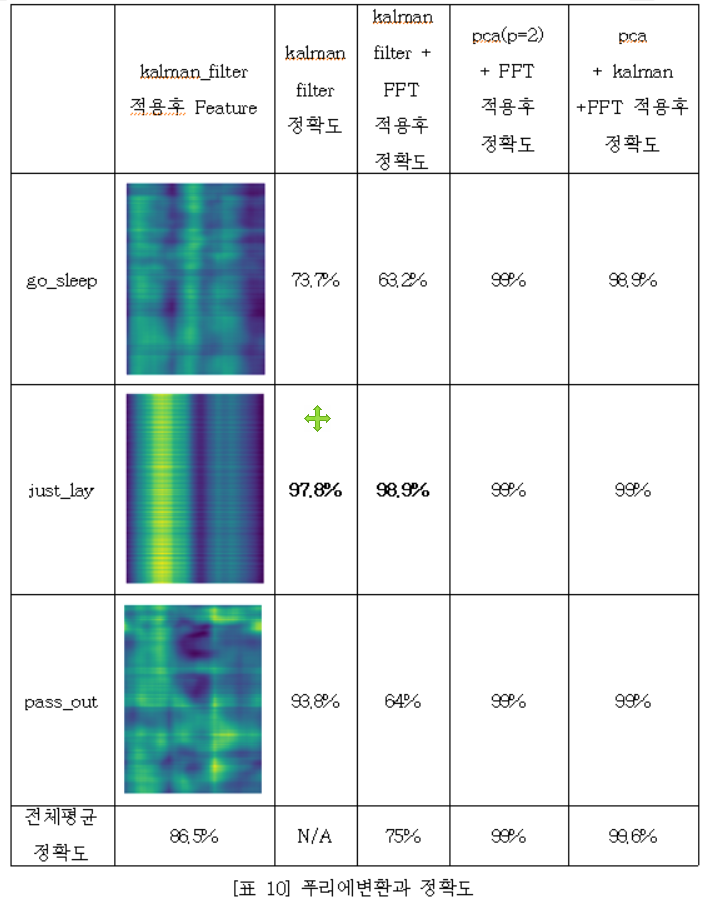 kalman_filter
적용후 Feature
kalman
filter
정확도
kalman
filter +
FFT
적용후
정확도
pca(p=2)
+ FFT
적용후
정확도
pca
+ kalman
+FFT 적용후
정확도
go_sleep
73.7%
63.2%
99%
98.9%
just_lay
97.8%
98.9%
99%
99%
pass_out
93.8%
64%
99%
99%
전체평균
정확도
86.5%
N/A
75%
99%
99.6%
[표 10] 푸리에변환과 정확도